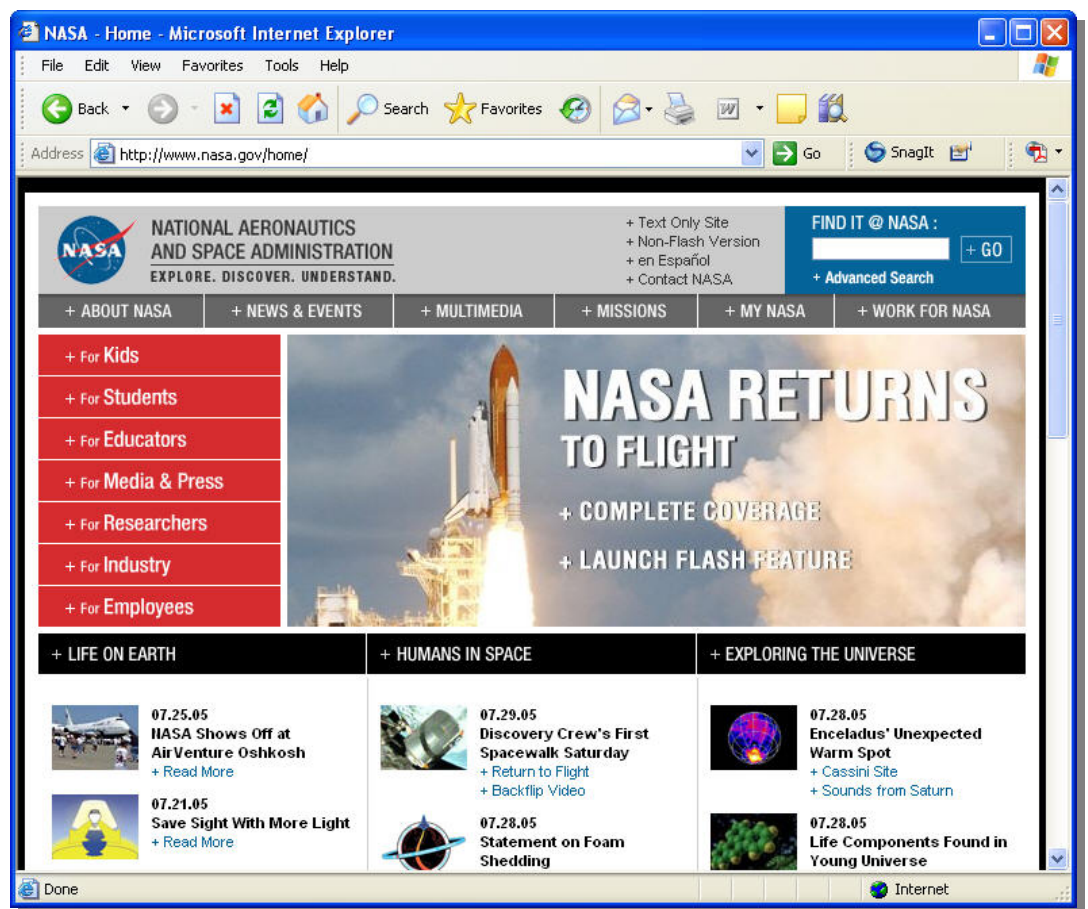 NASA - Home - Microsoft Internet Explorer
File Edit View Favorites Tools Help
Back Search Favorites W
Address http://www.nasa.gov/home/ Go SnagIt
NASA
NATIONAL AERONAUTICS
AND SPACE ADMINISTRATION
EXPLORE. DISCOVER. UNDERSTAND.
+ Text Only Site
+ Non-Flash Version
+ en Español
+ Contact NASA
FIND IT @ NASA :
+ GO
+ Advanced Search
+ ABOUT NASA + NEWS & EVENTS + MULTIMEDIA + MISSIONS + MY NASA + WORK FOR NASA
+ For Kids
+ For Students
+ For Educators
+ For Media & Press
+ For Researchers
+ For Industry
+ For Employees
NASA RETURNS
TO FLIGHT
+ COMPLETE COVERAGE
+ LAUNCH FLASH FEATURE
+ LIFE ON EARTH
07.25.05
NASA Shows Off at
AirVenture Oshkosh
+ Read More
07.21.05
Save Sight With More Light
+ Read More
+ HUMANS IN SPACE
07.29.05
Discovery Crew's First
Spacewalk Saturday
+ Return to Flight
+ Backflip Video
07.28.05
Statement on Foam
Shedding
+ EXPLORING THE UNIVERSE
07.28.05
Enceladus' Unexpected
Warm Spot
+ Cassini Site
+ Sounds from Saturn
07.28.05
Life Components Found in
Young Universe
Done Internet